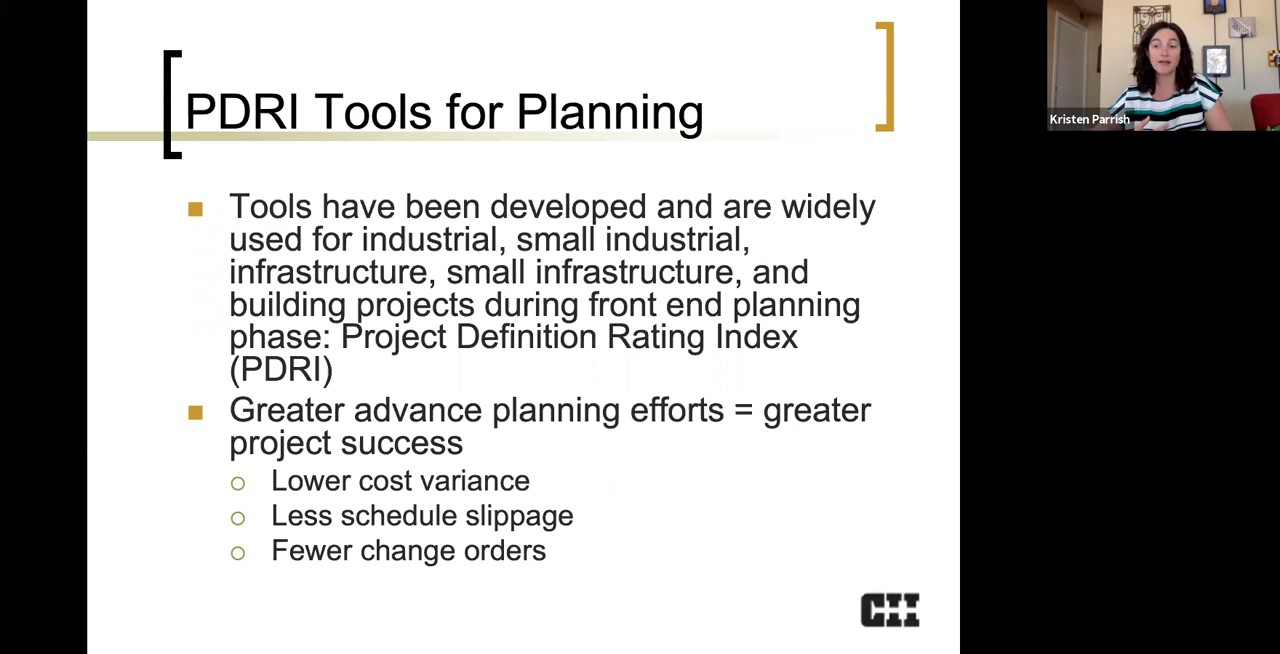 PDRI Tools for Planning
Tools have been developed and are widely
used for industrial, small industrial,
infrastructure, small infrastructure, and
building projects during front end planning
phase: Project Definition Rating Index
(PDRI)
Greater advance planning efforts = greater
project success
Lower cost variance
Less schedule slippage
Fewer change orders
CII
Kristen Parrish